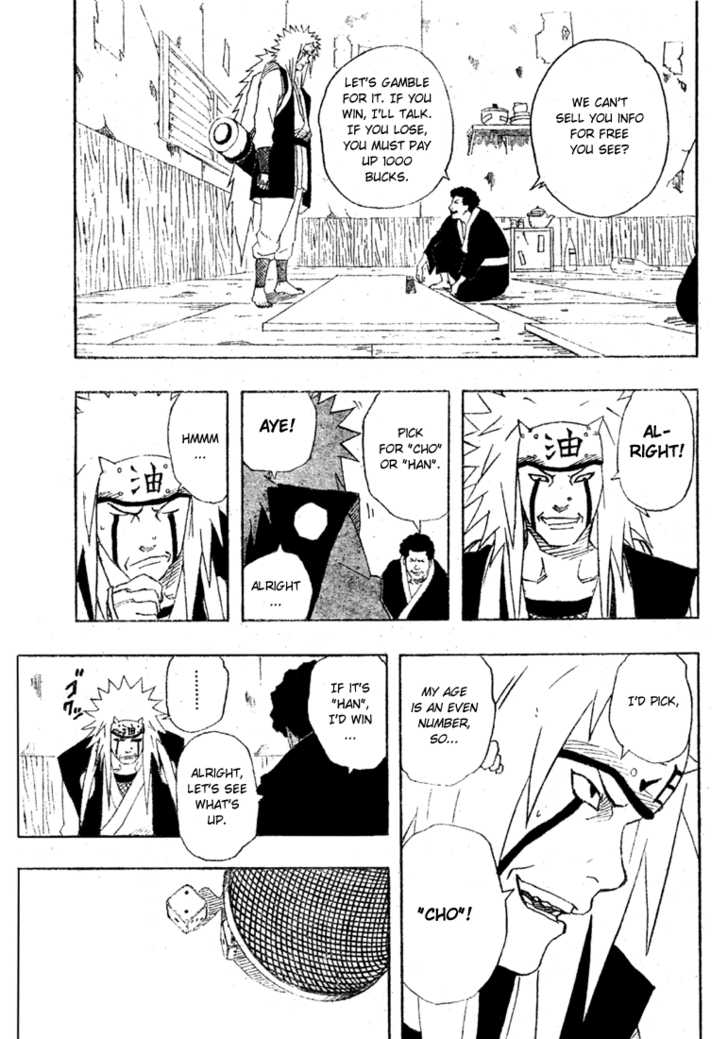 WE CAN'T
SELL YOU INFO
FOR FREE
YOU SEE?
LET'S GAMBLE
FOR IT. IF YOU
WIN, I'LL TALK.
IF YOU LOSE,
YOU MUST PAY
UP 1000
BUCKS.
AL-
RIGHT!
油
PICK
FOR "CHO"
OR "HAN".
AYE!
ALRIGHT
...
HMMM
...
油
I'D PICK,
MY AGE
IS AN EVEN
NUMBER,
SO...
"CHO"!
IF IT'S
"HAN",
I'D WIN
...
.........
ALRIGHT,
LET'S SEE
WHAT'S
UP.
油